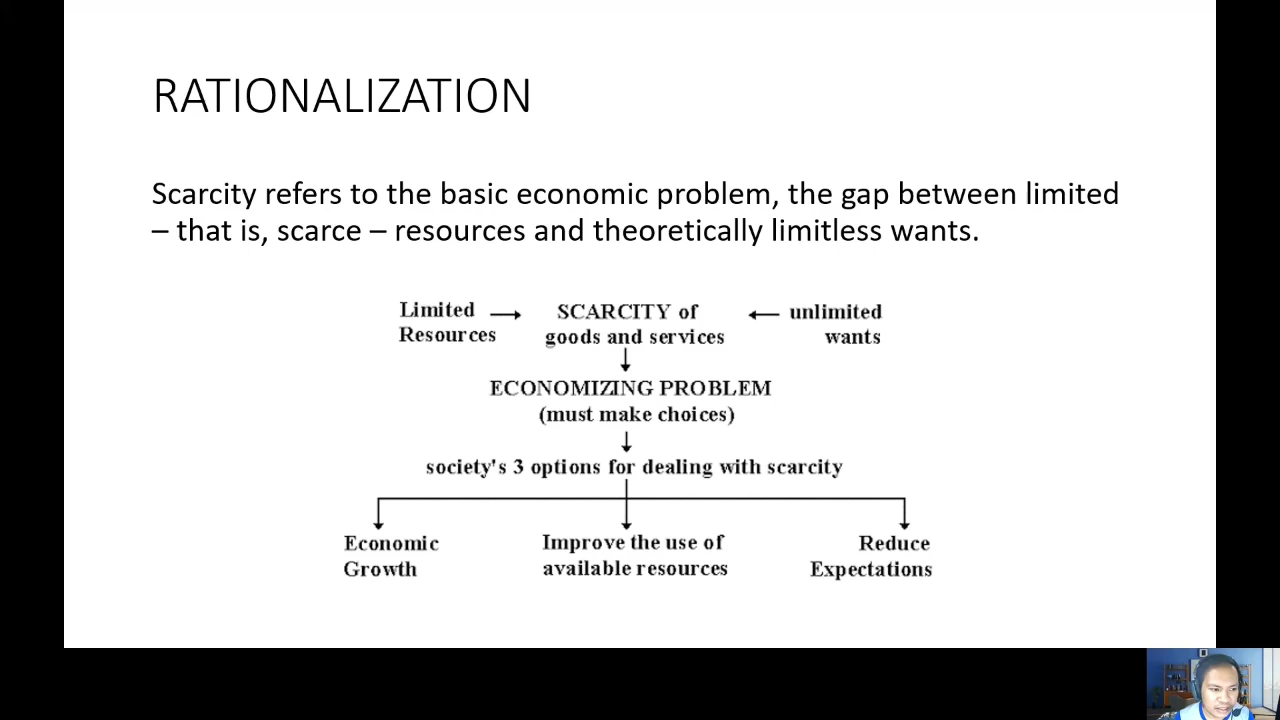 RATIONALIZATION
Scarcity refers to the basic economic problem, the gap between limited
– that is, scarce – resources and theoretically limitless wants.
Limited SCARCITY of unlimited
Resources goods and services wants
ECONOMIZING PROBLEM
(must make choices)
society's 3 options for dealing with scarcity
Economic Improve the use of Reduce
Growth available resources Expectations